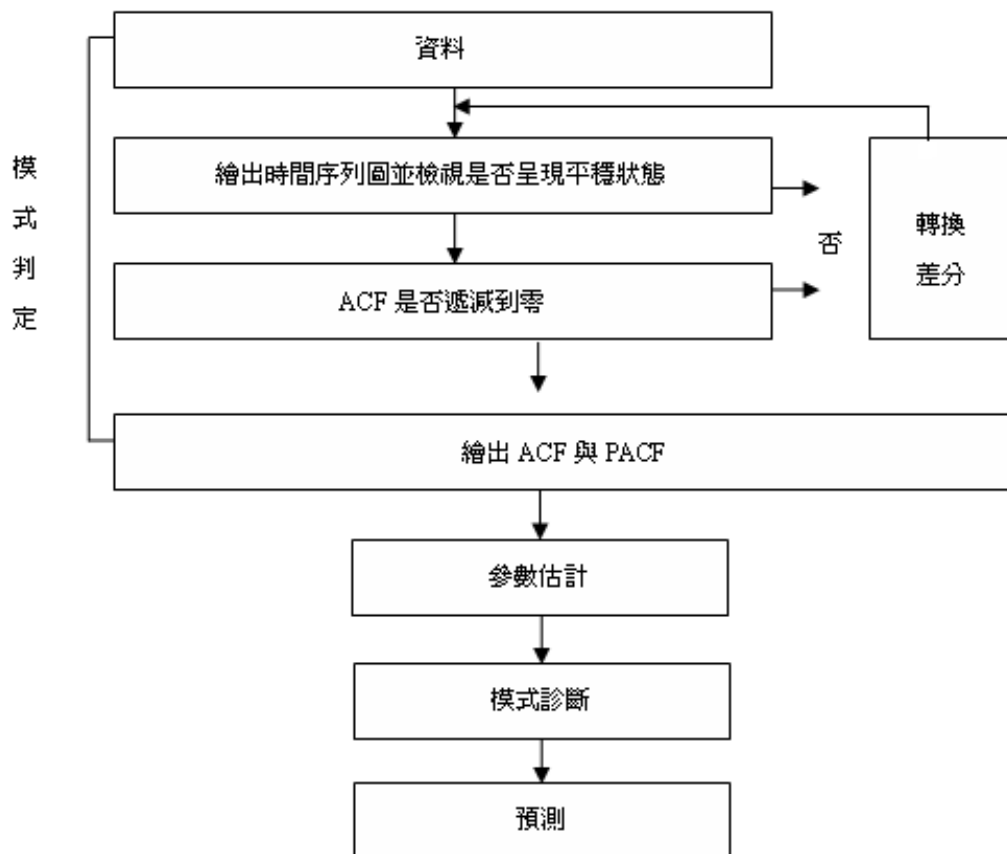 資料
繪出時間序列圖並檢視是否呈現平穩狀態
ACF 是否遞減到零
否
轉換
差分
模
式
判
定
繪出 ACF 與 PACF
參數估計
模式診斷
預測